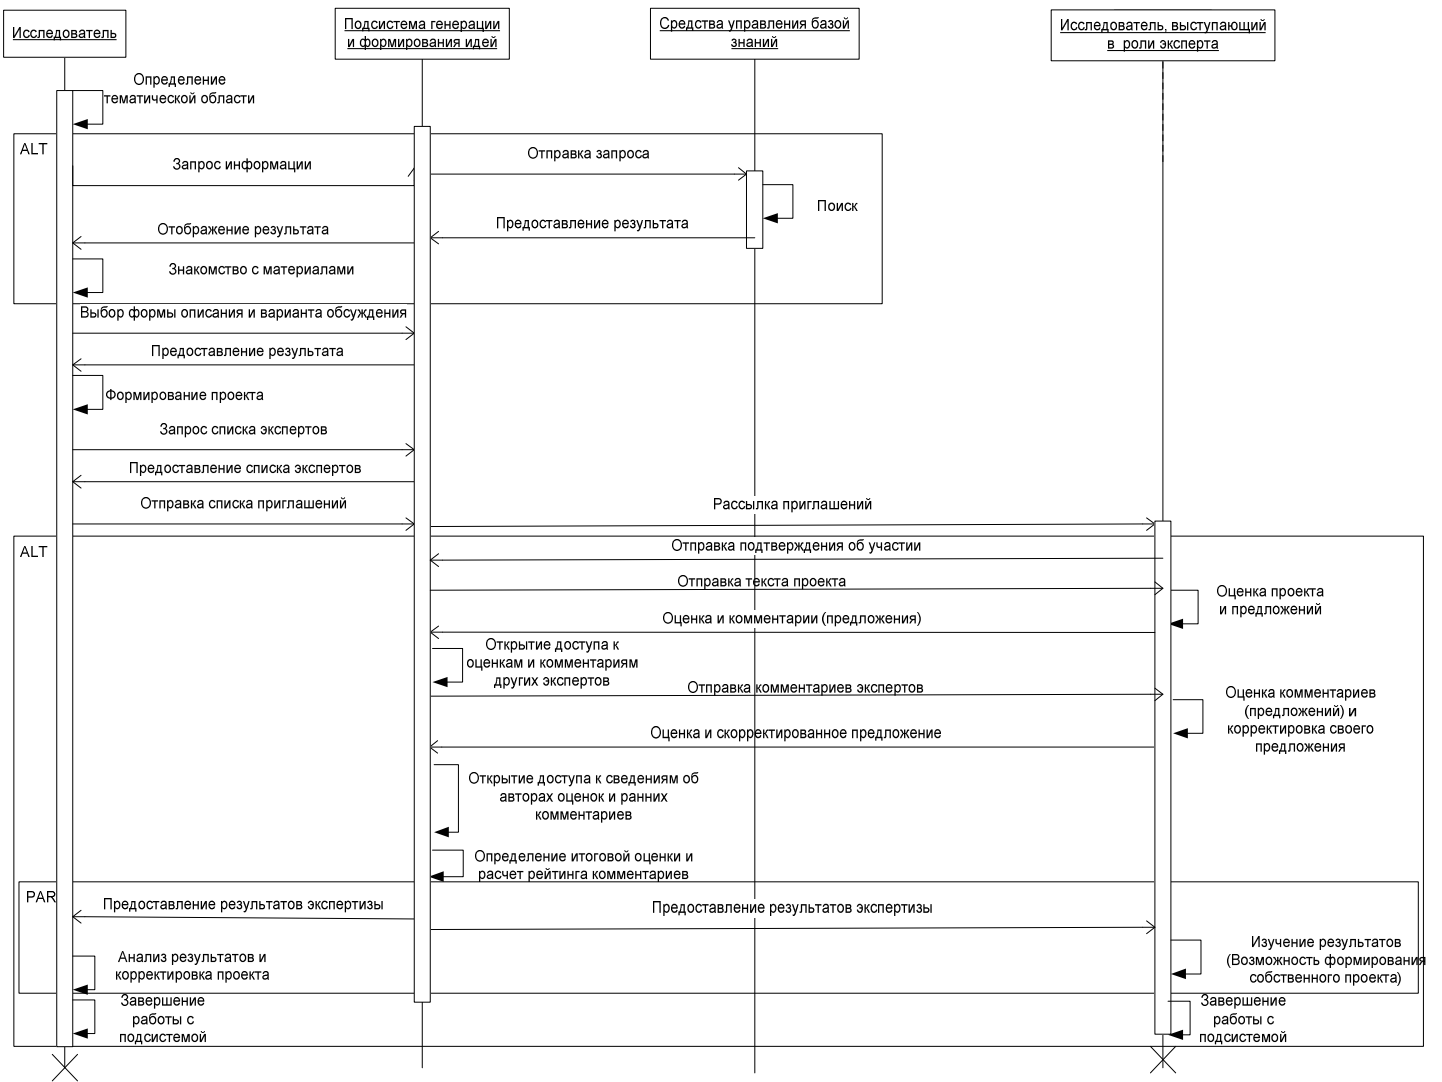 Исследователь
Подсистема генерации
и формирования идей
Средства управления базой
знаний
Исследователь, выступающий
в роли эксперта
Определение
тематической области
ALT
Запрос информации
Отправка запроса
Поиск
Предоставление результата
Отображение результата
Знакомство с материалами
Выбор формы описания и варианта обсуждения
Предоставление результата
Формирование проекта
Запрос списка экспертов
Предоставление списка экспертов
Отправка списка приглашений
Рассылка приглашений
ALT
Отправка подтверждения об участии
Отправка текста проекта
Оценка проекта
и предложений
Оценка и комментарии (предложения)
Открытие доступа к
оценкам и комментариям
других экспертов
Отправка комментариев экспертов
Оценка комментариев
(предложений) и
корректировка своего
предложения
Оценка и скорректированное предложение
Открытие доступа к сведениям об
авторах оценок и ранних
комментариев
Определение итоговой оценки и
расчет рейтинга комментариев
PAR
Предоставление результатов экспертизы
Предоставление результатов экспертизы
Анализ результатов и
корректировка проекта
Изучение результатов
(Возможность формирования
собственного проекта)
Завершение
работы с
подсистемой
Завершение
работы с
подсистемой